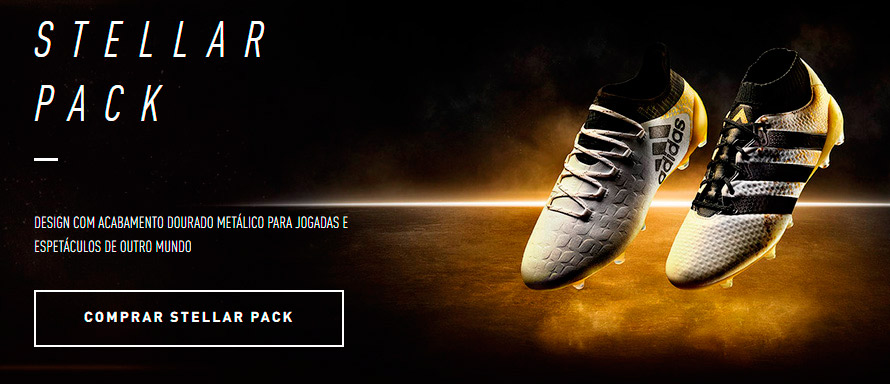 STELLAR
PACK
DESIGN COM ACABAMENTO DOURADO METÁLICO PARA JOGADAS E
ESPETÁCULOS DE OUTRO MUNDO
COMPRAR STELLAR PACK
adidas